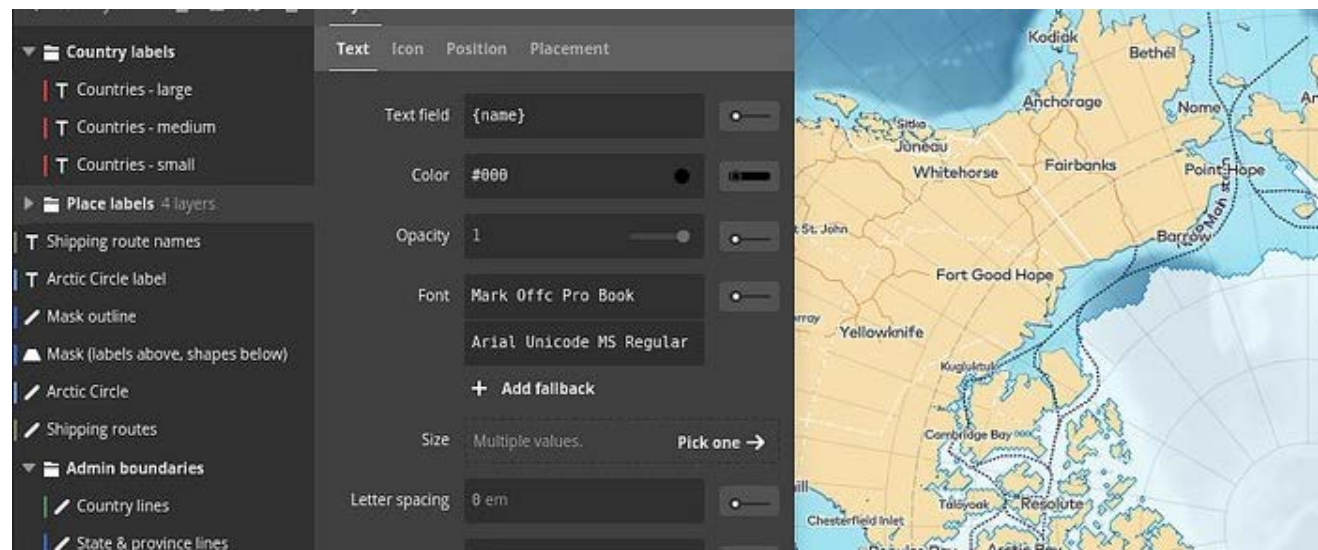 Country labels
Countries - large
Countries - medium
Countries - small
Place labels 4 layers
Shipping route names
Arctic Circle label
Mask outline
Mask (labels above, shapes below)
Arctic Circle
Shipping routes
Admin boundaries
Country lines
State & province lines
Text Icon Position Placement
Text field {name}
Color #000
Opacity 1
Font Mark Offc Pro Book
Arial Unicode MS Regular
+ Add fallback
Size Multiple values. Pick one →
Letter spacing 0 em
Kodiak
Bethel
Anchorage
Nome
Sitka
Juneau
Whitehorse
Fairbanks
Point Hope
St. John
Barrow
Fort Good Hope
Yellowknife
Kugluktuk
Cambridge Bay
Taloyoak
Resolute
Chesterfield Inlet
Arctic Bay